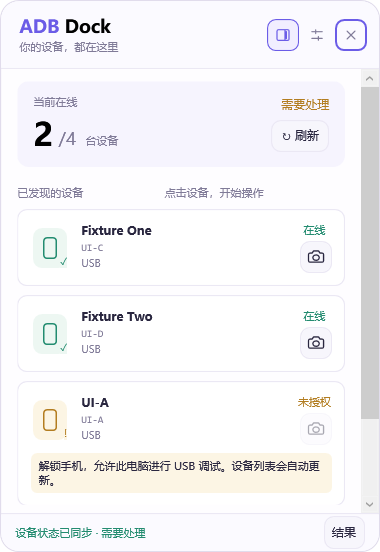 ADB Dock
你的设备，都在这里
当前在线
需要处理
2 /4 台设备
↻ 刷新
已发现的设备
点击设备，开始操作
Fixture One
在线
UI-C
USB
Fixture Two
在线
UI-D
USB
UI-A
未授权
UI-A
USB
解锁手机，允许此电脑进行 USB 调试。设备列表会自动更
新。
设备状态已同步 · 需要处理
结果